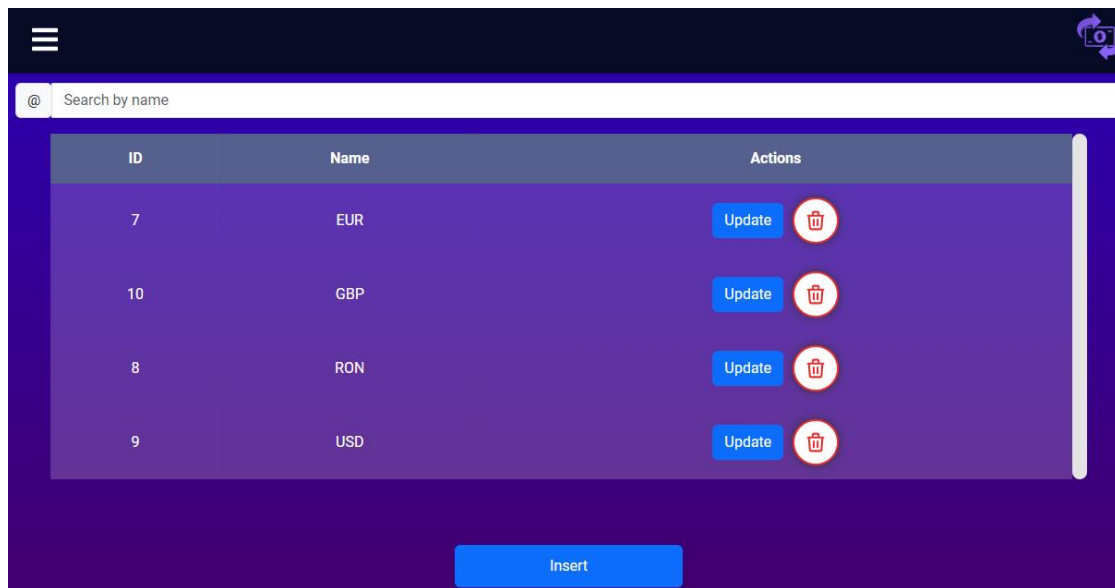 @ Search by name
ID Name Actions
7 EUR Update
10 GBP Update
8 RON Update
9 USD Update
Insert